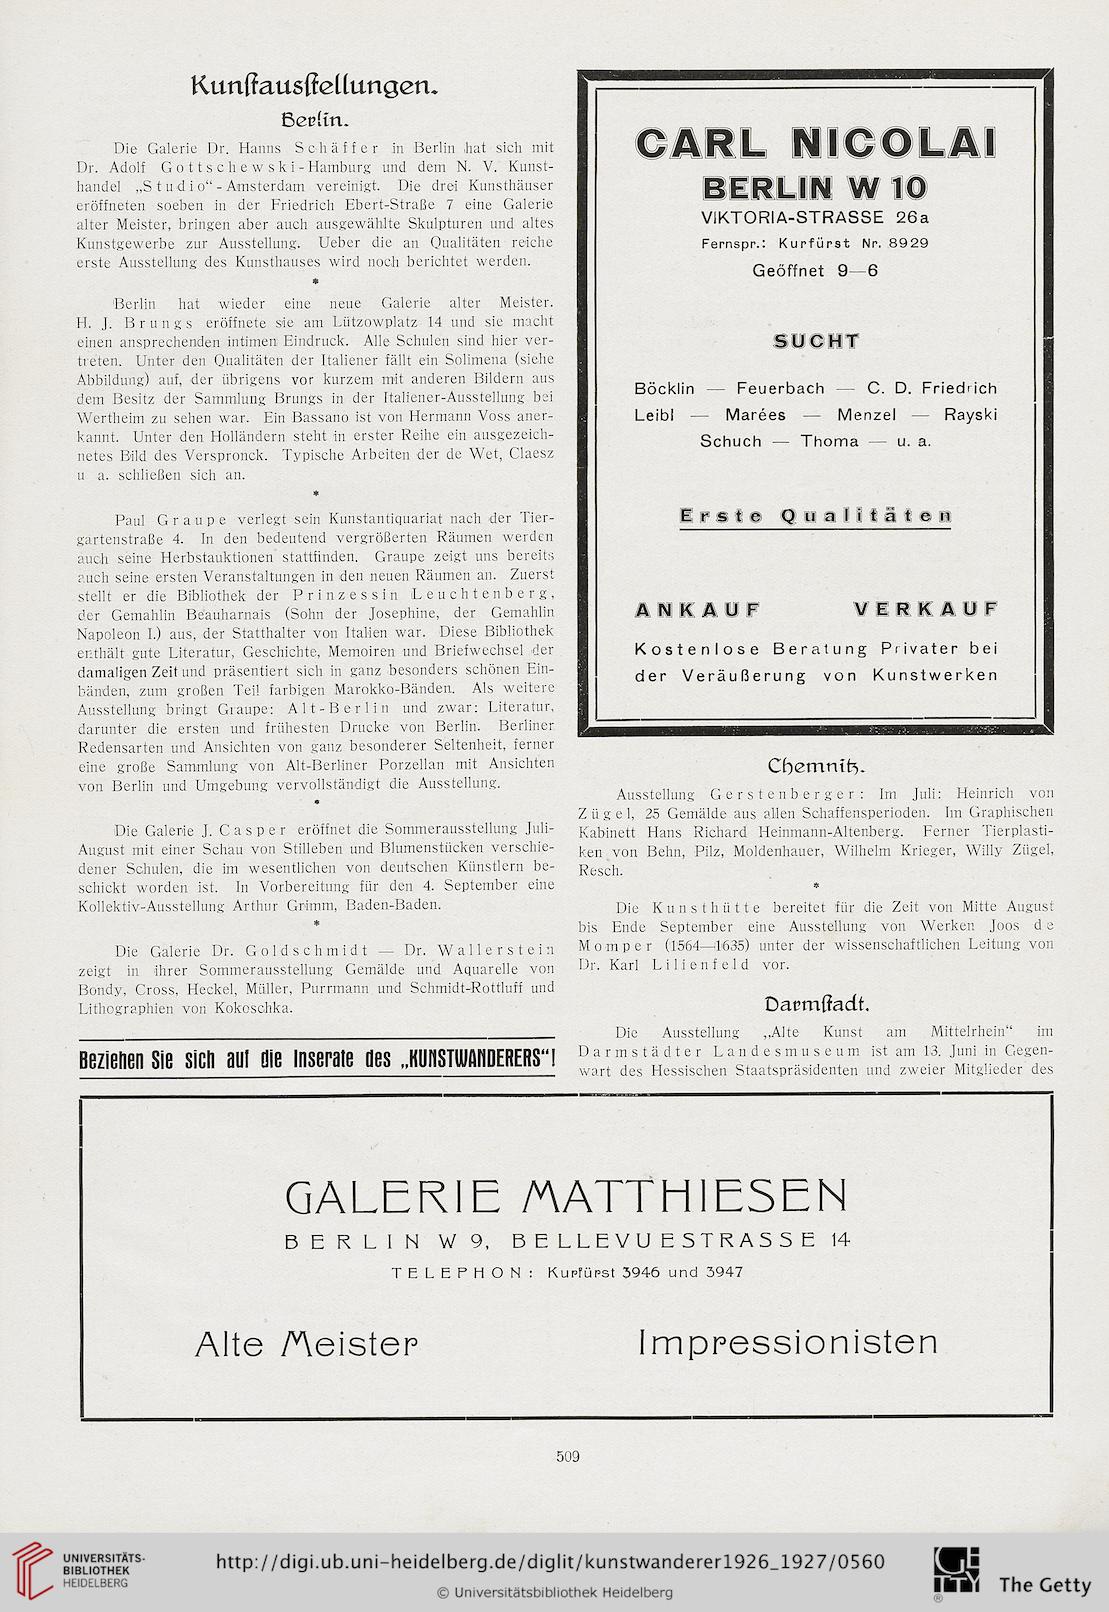 Kunſtausſtellungen.
Berlin.
Die Galerie Dr. Hanns Schäffer in Berlin hat sich mit
Dr. Adolf Gottschewski-Hamburg und dem N. V. Kunst-
handel „Studio“-Amsterdam vereinigt. Die drei Kunsthäuser
eröffneten soeben in der Friedrich Ebert-Straße 7 eine Galerie
alter Meister, bringen aber auch ausgewählte Skulpturen und altes
Kunstgewerbe zur Ausstellung. Ueber die an Qualitäten reiche
erste Ausstellung des Kunsthauses wird noch berichtet werden.
*
Berlin hat wieder eine neue Galerie alter Meister.
H. J. Brungs eröffnete sie am Lützowplatz 14 und sie macht
einen ansprechenden intimen Eindruck. Alle Schulen sind hier ver-
treten. Unter den Qualitäten der Italiener fällt ein Solimena (siehe
Abbildung) auf, der übrigens vor kurzem mit anderen Bildern aus
dem Besitz der Sammlung Brungs in der Italiener-Ausstellung bei
Wertheim zu sehen war. Ein Bassano ist von Hermann Voss aner-
kannt. Unter den Holländern steht in erster Reihe ein ausgezeich-
netes Bild des Verspronck. Typische Arbeiten der de Wet, Claesz
u a. schließen sich an.
*
Paul Graupe verlegt sein Kunstantiquariat nach der Tier-
gartenstraße 4. In den bedeutend vergrößerten Räumen werden
auch seine Herbstauktionen stattfinden. Graupe zeigt uns bereits
auch seine ersten Veranstaltungen in den neuen Räumen an. Zuerst
stellt er die Bibliothek der Prinzessin Leuchtenberg,
der Gemahlin Beauharnais (Sohn der Josephine, der Gemahlin
Napoleon I.) aus, der Statthalter von Italien war. Diese Bibliothek
enthält gute Literatur, Geschichte, Memoiren und Briefwechsel der
damaligen Zeit und präsentiert sich in ganz besonders schönen Ein-
bänden, zum großen Teil farbigen Marokko-Bänden. Als weitere
Ausstellung bringt Graupe: Alt-Berlin und zwar: Literatur,
darunter die ersten und frühesten Drucke von Berlin. Berliner
Redensarten und Ansichten von ganz besonderer Seltenheit, ferner
eine große Sammlung von Alt-Berliner Porzellan mit Ansichten
von Berlin und Umgebung vervollständigt die Ausstellung.
*
Die Galerie J. Casper eröffnet die Sommerausstellung Juli-
August mit einer Schau von Stilleben und Blumenstücken verschie-
dener Schulen, die im wesentlichen von deutschen Künstlern be-
schickt worden ist. In Vorbereitung für den 4. September eine
Kollektiv-Ausstellung Arthur Grimm, Baden-Baden.
*
Die Galerie Dr. Goldschmidt — Dr. Wallerstein
zeigt in ihrer Sommerausstellung Gemälde und Aquarelle von
Bondy, Cross, Heckel, Müller, Purrmann und Schmidt-Rottluff und
Lithographien von Kokoschka.
Beziehen Sie sich auf die Inserate des „KUNSTWANDERERS“!
CARL NICOLAI
BERLIN W 10
VIKTORIA-STRASSE 26a
Fernspr.: Kurfürst Nr. 8929
Geöffnet 9—6
SUCHT
Böcklin — Feuerbach — C. D. Friedrich
Leibl — Marées — Menzel — Rayski
Schuch — Thoma — u. a.
Erste Qualitäten
ANKAUF VERKAUF
Kostenlose Beratung Privater bei
der Veräußerung von Kunstwerken
Chemnitz.
Ausstellung Gerstenberger: Im Juli: Heinrich von
Zügel, 25 Gemälde aus allen Schaffensperioden. Im Graphischen
Kabinett Hans Richard Heinmann-Altenberg. Ferner Tierplasti-
ken von Behn, Pilz, Moldenhauer, Wilhelm Krieger, Willy Zügel,
Resch.
*
Die Kunsthütte bereitet für die Zeit von Mitte August
bis Ende September eine Ausstellung von Werken Joos de
Momper (1564—1635) unter der wissenschaftlichen Leitung von
Dr. Karl Lilienfeld vor.
Darmſtadt.
Die Ausstellung „Alte Kunst am Mittelrhein“ im
Darmstädter Landesmuseum ist am 13. Juni in Gegen-
wart des Hessischen Staatspräsidenten und zweier Mitglieder des
GALERIE MATTHIESEN
BERLIN W 9, BELLEVUESTRASSE 14
TELEPHON: Kurfürst 3946 und 3947
Alte Meister Impressionisten
509
UNIVERSITÄTS-
BIBLIOTHEK
HEIDELBERG
http://digi.ub.uni-heidelberg.de/diglit/kunstwanderer1926_1927/0560
© Universitätsbibliothek Heidelberg
GETTY
®
The Getty